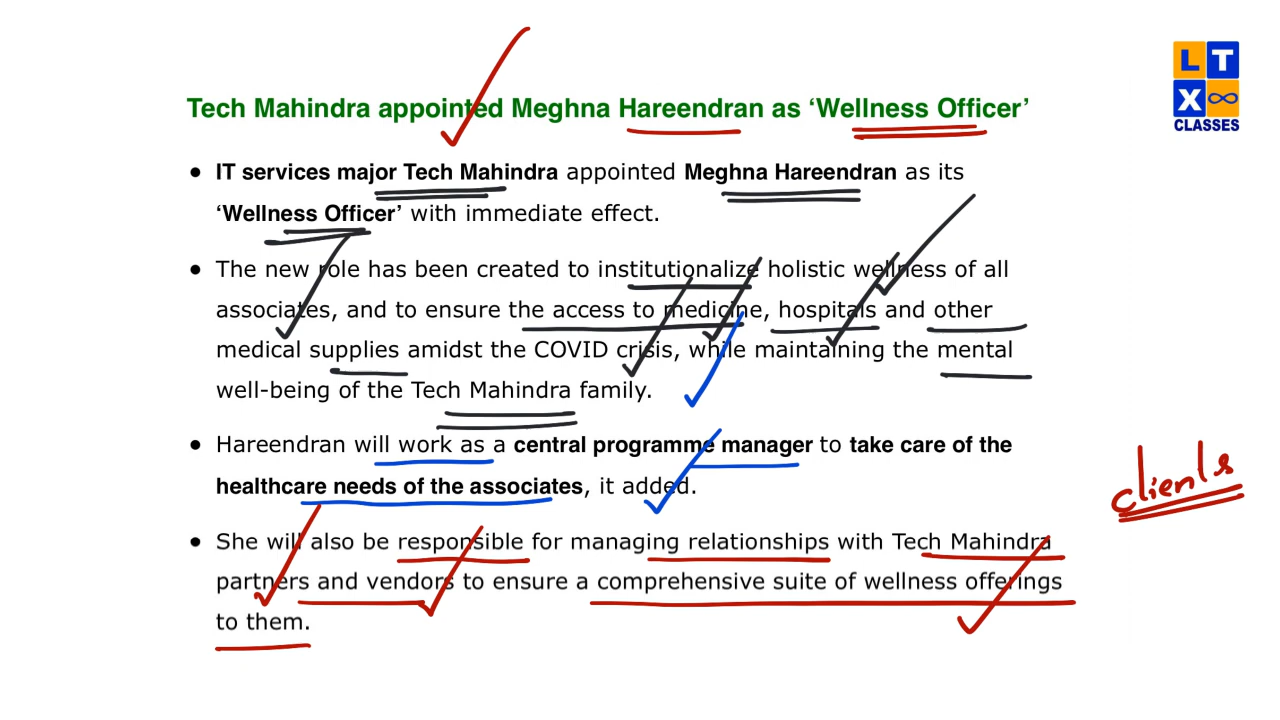 Tech Mahindra appointed Meghna Hareendran as ‘Wellness Officer’
L T
X ∞
CLASSES
• IT services major Tech Mahindra appointed Meghna Hareendran as its
‘Wellness Officer’ with immediate effect.
• The new role has been created to institutionalize holistic wellness of all
associates, and to ensure the access to medicine, hospitals and other
medical supplies amidst the COVID crisis, while maintaining the mental
well-being of the Tech Mahindra family.
• Hareendran will work as a central programme manager to take care of the
healthcare needs of the associates, it added.
clients
• She will also be responsible for managing relationships with Tech Mahindra
partners and vendors to ensure a comprehensive suite of wellness offerings
to them.